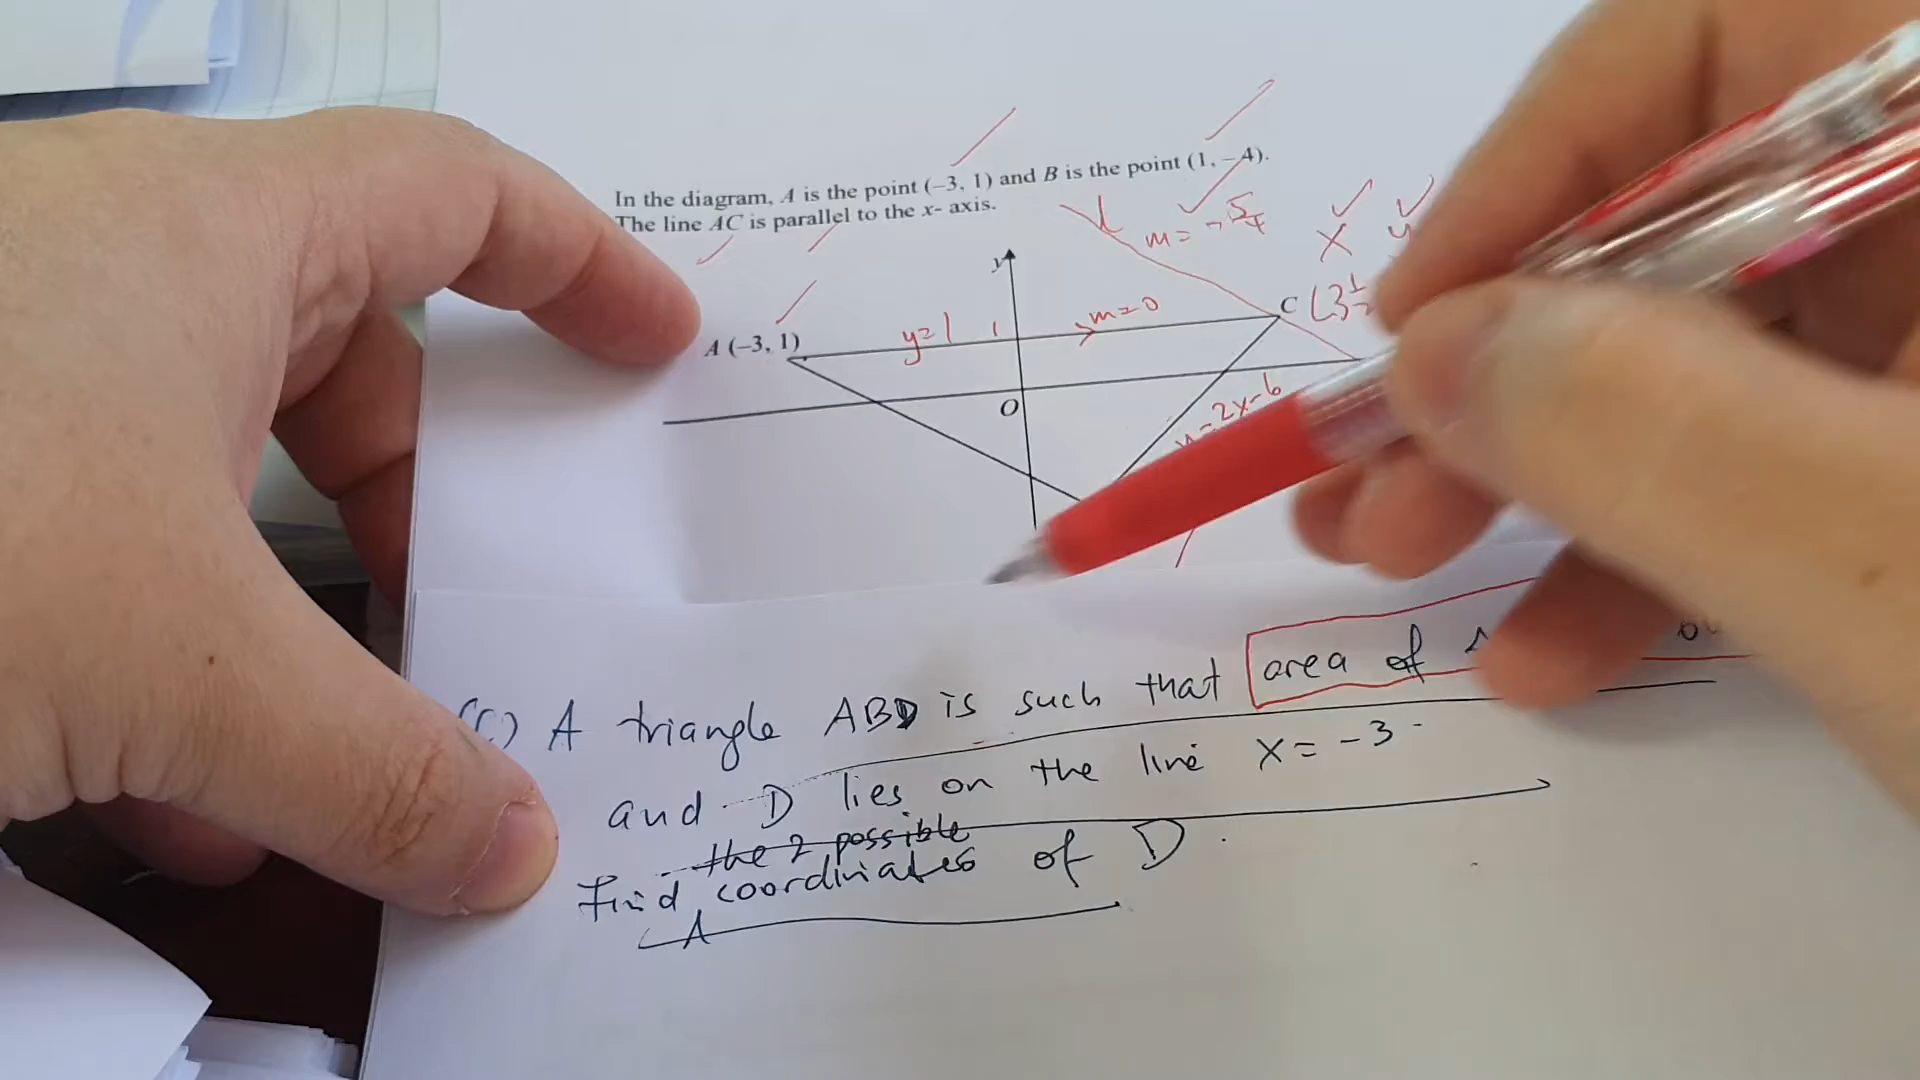 In the diagram, A is the point (−3, 1) and B is the point (1, −4).
The line AC is parallel to the x- axis.
m = -5/4
x
y
A (−3, 1)
y=1
1
m=0
C (3½
O
y=2x-6
(c) A triangle ABD is such that area of
and D lies on the line x = -3
the 2 possible
Find coordinates of D.